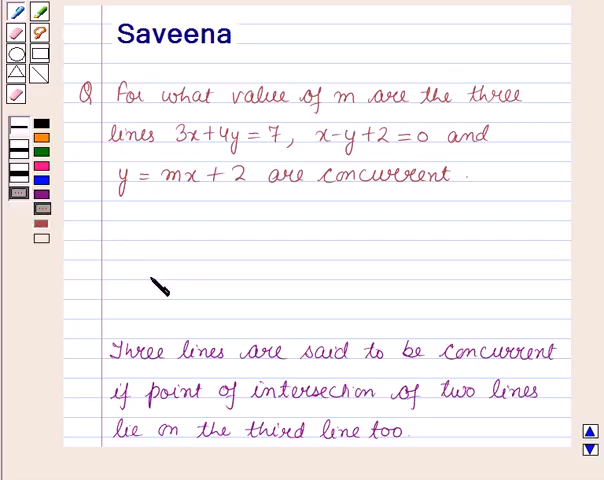 Saveena
Q For what value of m are the three
lines 3x+4y=7, x-y+2=0 and
y = mx + 2 are concurrent.
Three lines are said to be concurrent
if point of intersection of two lines
lie on the third line too.